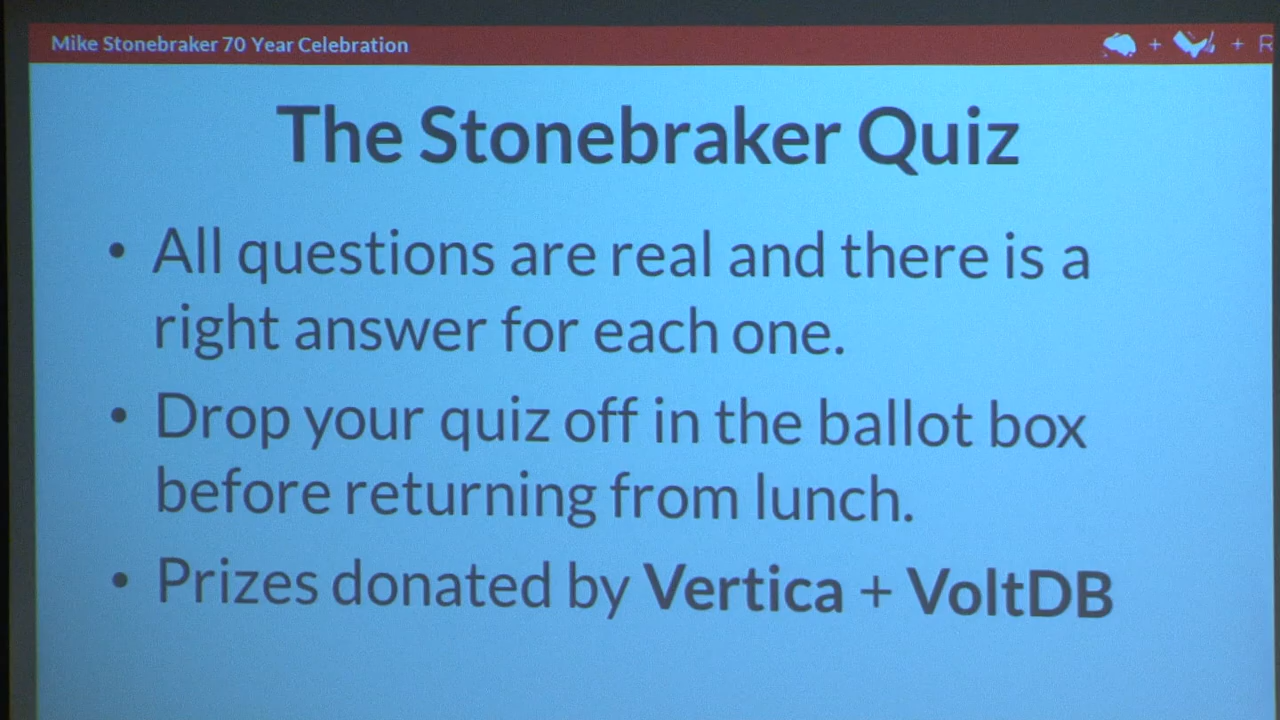 Mike Stonebraker 70 Year Celebration
+ + R
The Stonebraker Quiz
• All questions are real and there is a
right answer for each one.
• Drop your quiz off in the ballot box
before returning from lunch.
• Prizes donated by Vertica + VoltDB